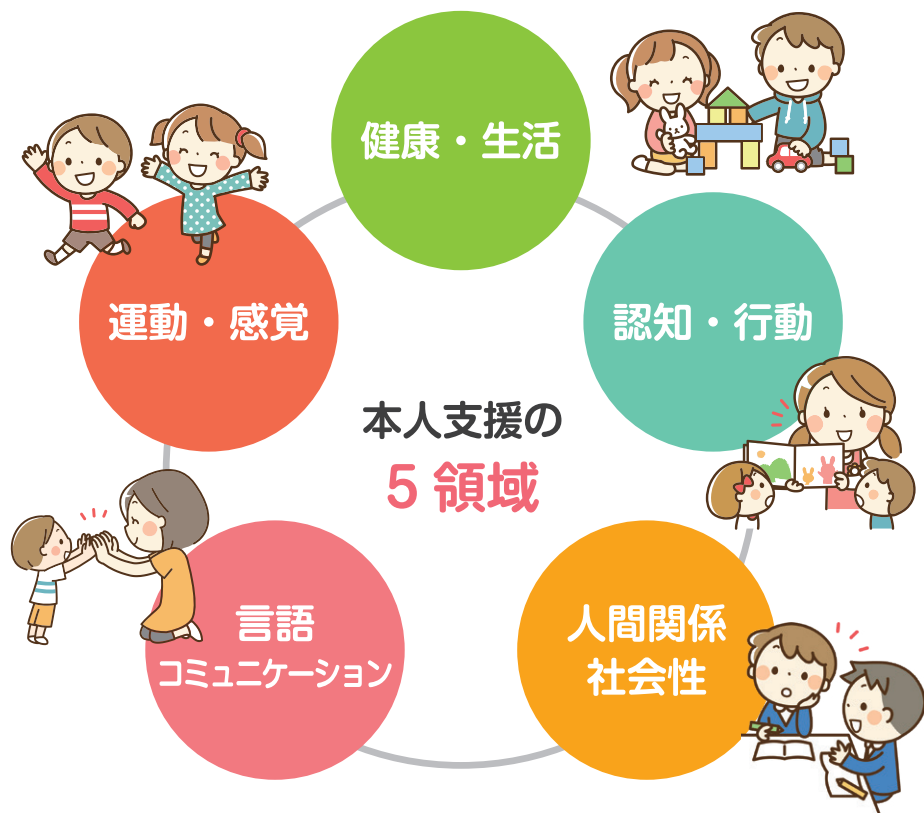 健康・生活
運動・感覚
認知・行動
本人支援の
5 領域
言語
コミュニケーション
人間関係
社会性